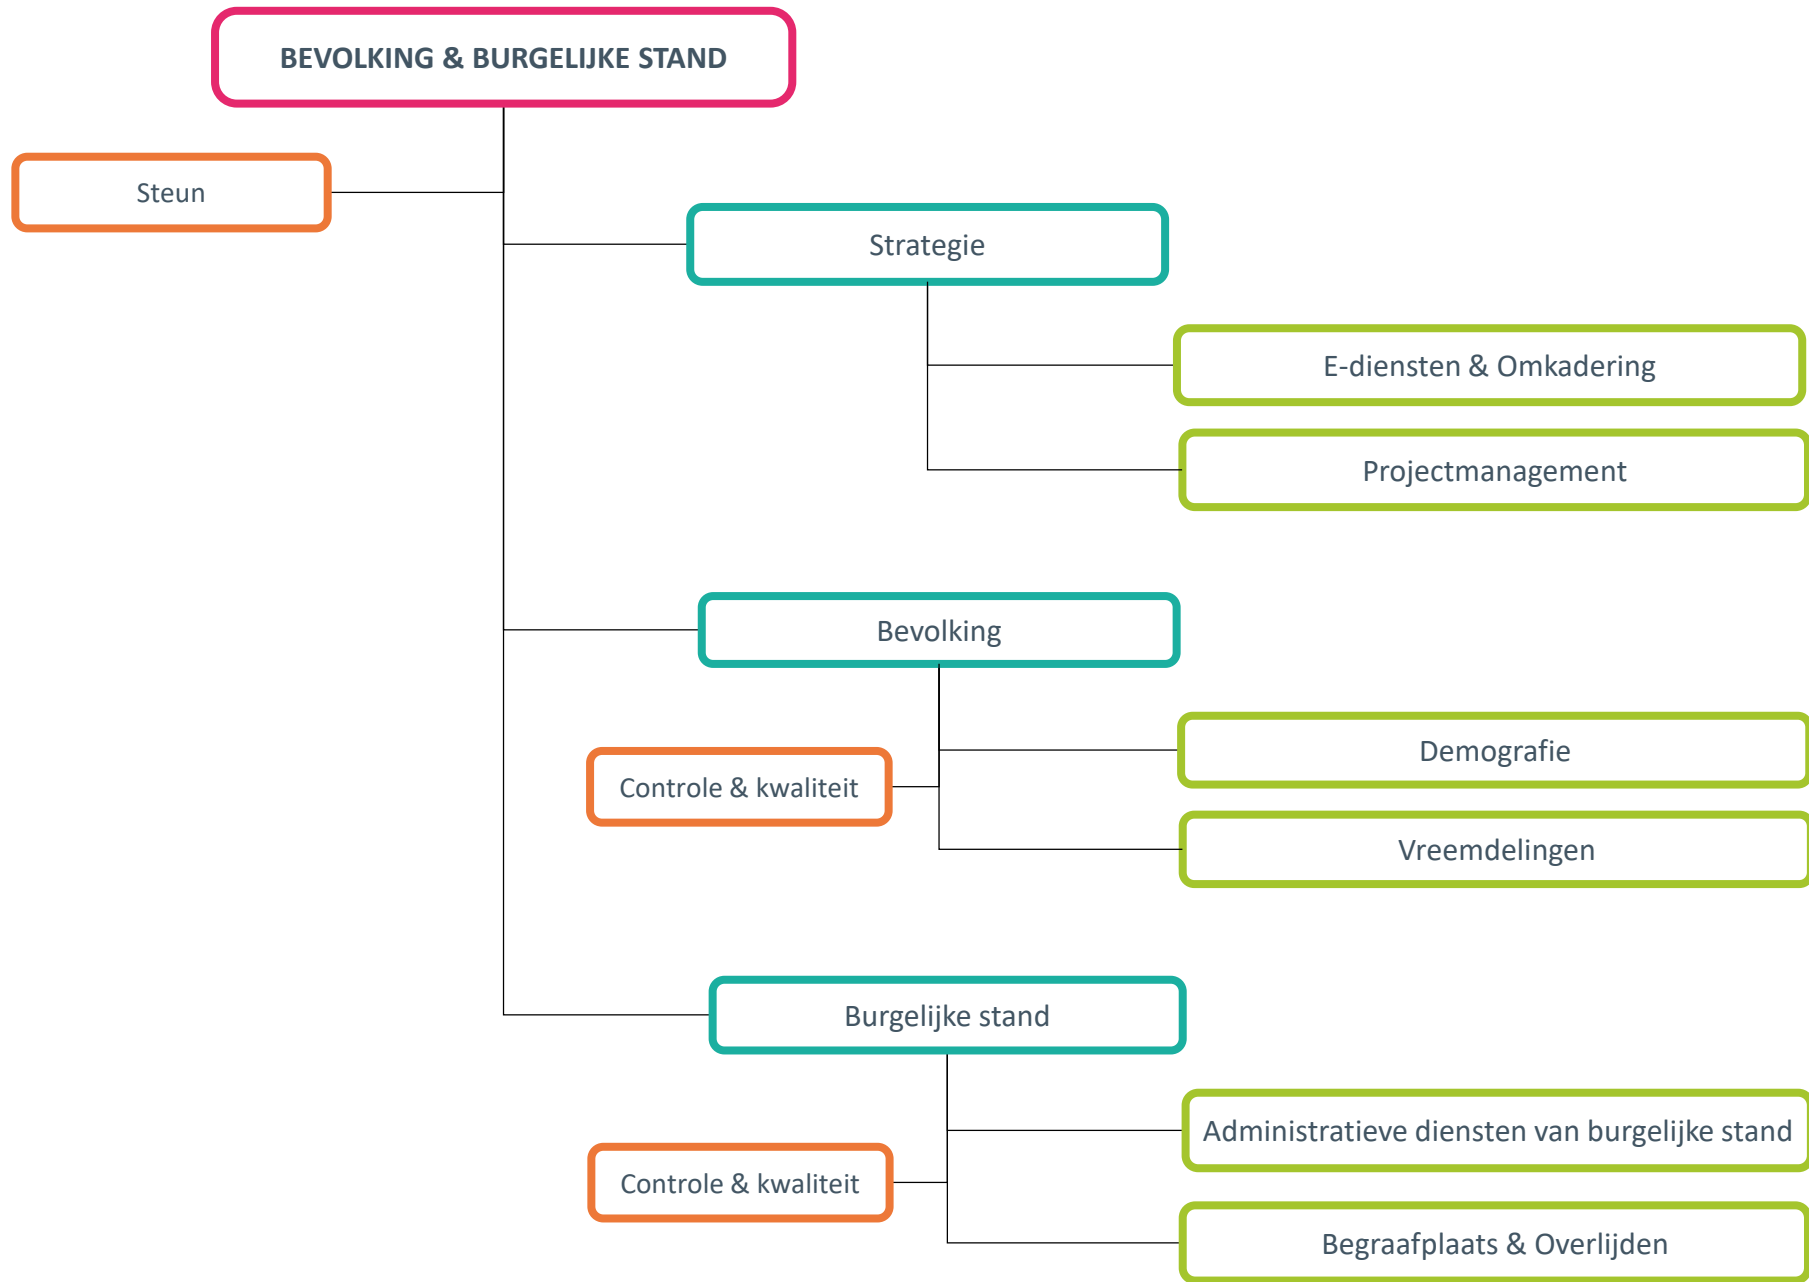 BEVOLKING & BURGELIJKE STAND
Steun
Strategie
E-diensten & Omkadering
Projectmanagement
Bevolking
Demografie
Controle & kwaliteit
Vreemdelingen
Burgelijke stand
Administratieve diensten van burgelijke stand
Controle & kwaliteit
Begraafplaats & Overlijden